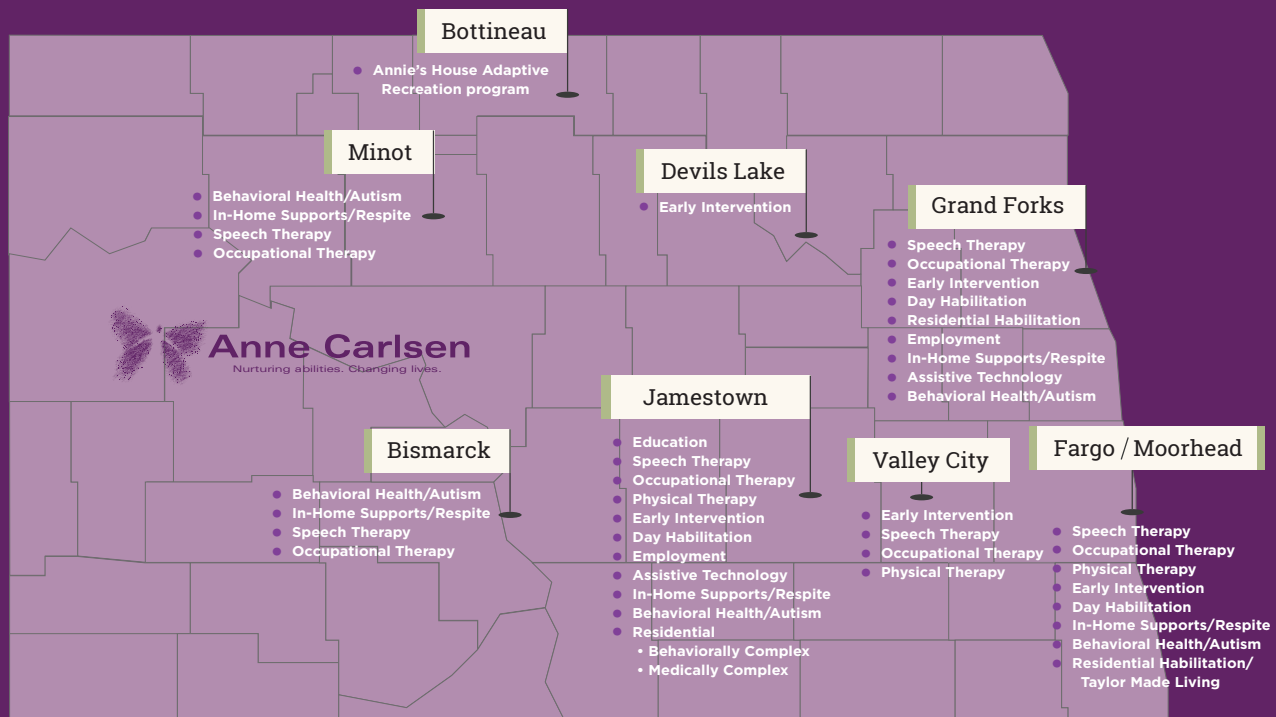 Bottineau
Annie's House Adaptive
Recreation program
Minot
Behavioral Health/Autism
In-Home Supports/Respite
Speech Therapy
Occupational Therapy
Devils Lake
Early Intervention
Grand Forks
Speech Therapy
Occupational Therapy
Early Intervention
Day Habilitation
Residential Habilitation
Employment
In-Home Supports/Respite
Assistive Technology
Behavioral Health/Autism
Anne Carlsen
Nurturing abilities. Changing lives.
Bismarck
Behavioral Health/Autism
In-Home Supports/Respite
Speech Therapy
Occupational Therapy
Jamestown
Education
Speech Therapy
Occupational Therapy
Physical Therapy
Early Intervention
Day Habilitation
Employment
Assistive Technology
In-Home Supports/Respite
Behavioral Health/Autism
Residential
• Behaviorally Complex
• Medically Complex
Valley City
Early Intervention
Speech Therapy
Occupational Therapy
Physical Therapy
Fargo / Moorhead
Speech Therapy
Occupational Therapy
Physical Therapy
Early Intervention
Day Habilitation
In-Home Supports/Respite
Behavioral Health/Autism
Residential Habilitation/
Taylor Made Living